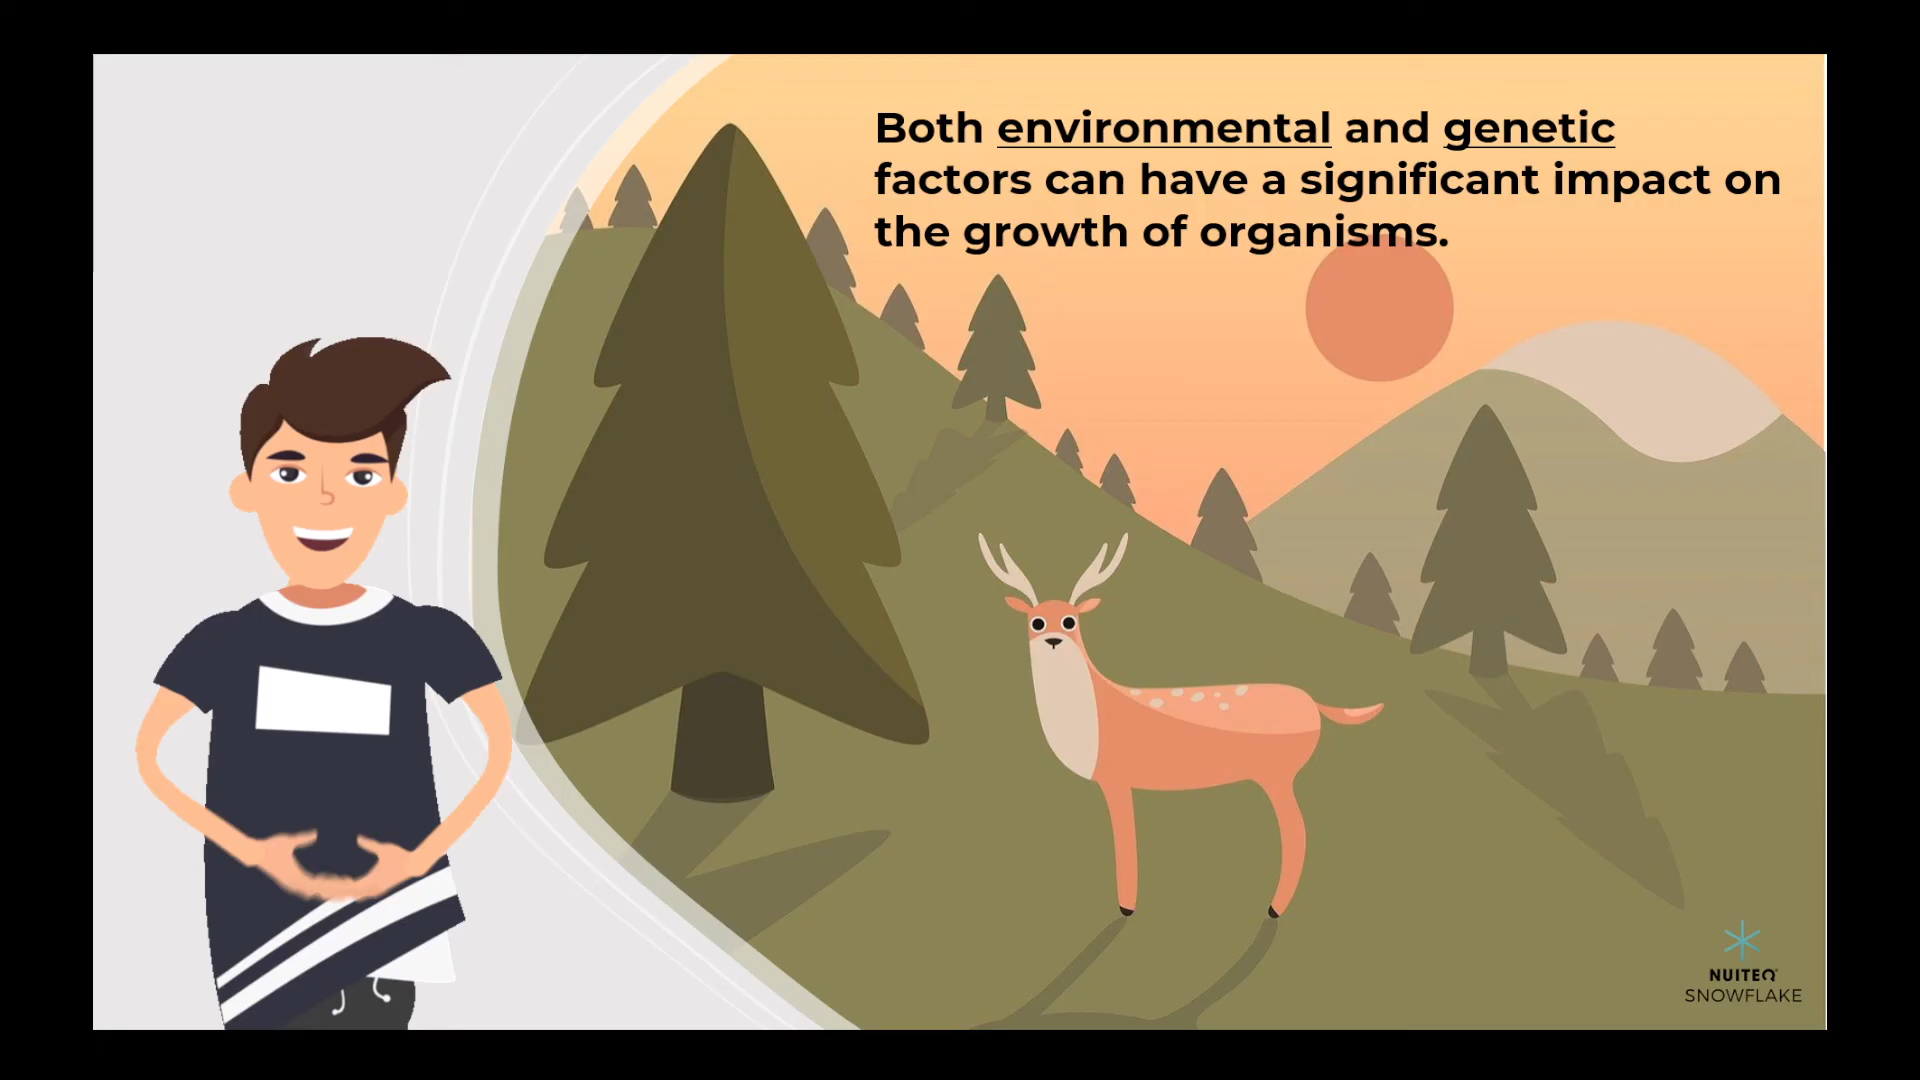 Both environmental and genetic
factors can have a significant impact on
the growth of organisms.
NUITEQ
SNOWFLAKE